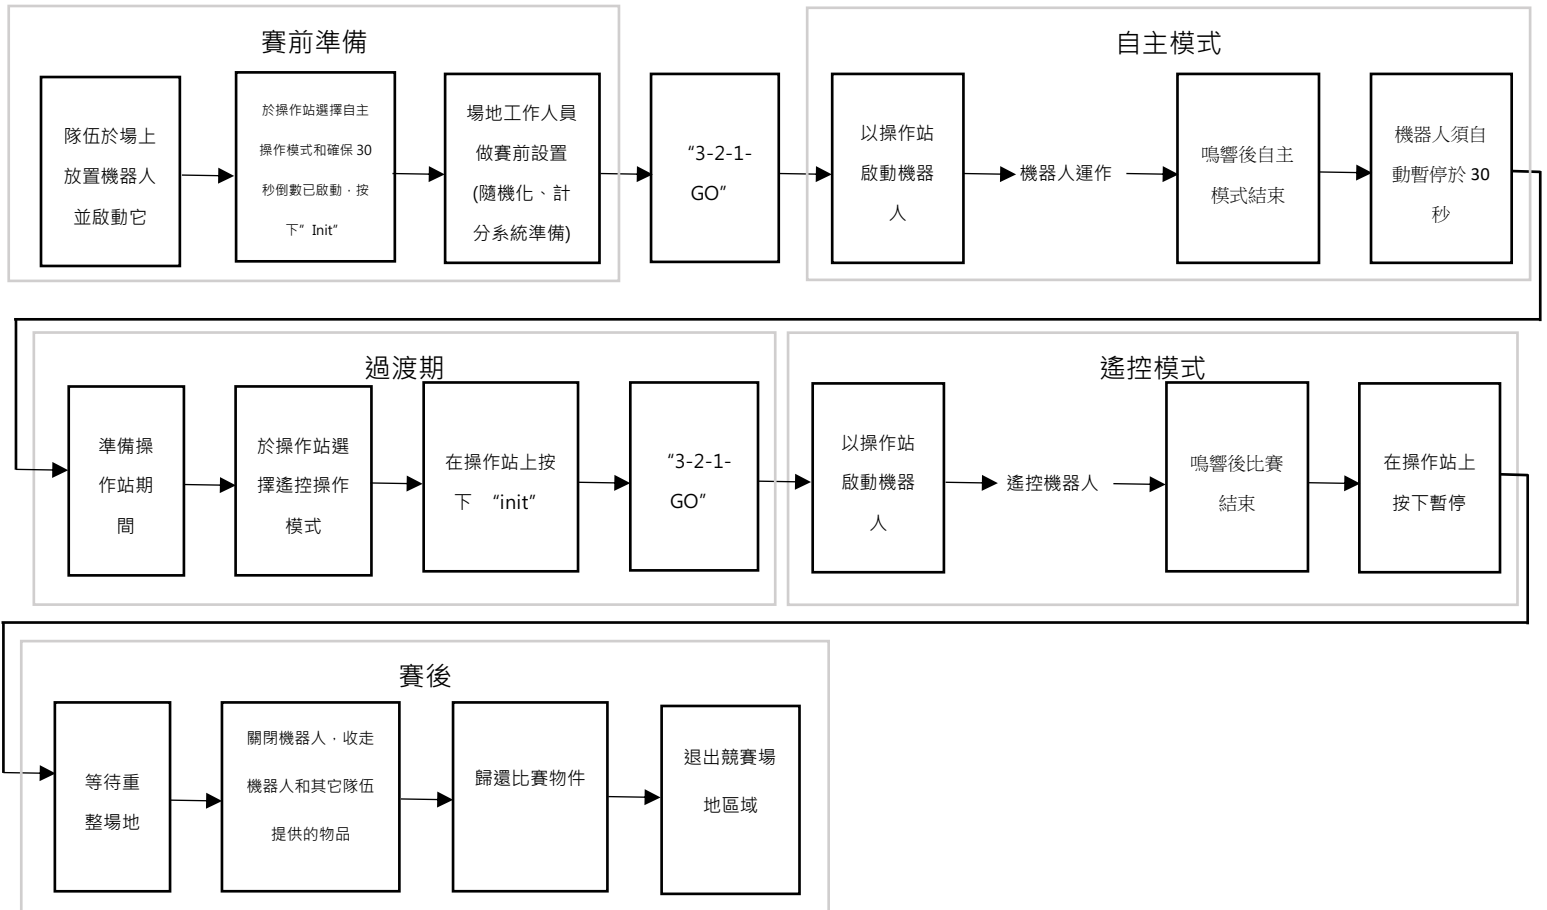 賽前準備
隊伍於場上
放置機器人
並啟動它
於操作站選擇自主
操作模式和確保 30
秒倒數已啟動，按
下” Init”
場地工作人員
做賽前設置
(隨機化、計
分系統準備)
“3-2-1-
GO”
自主模式
以操作站
啟動機器
人
機器人運作
鳴響後自主
模式結束
機器人須自
動暫停於 30
秒
過渡期
準備操
作站期
間
於操作站選
擇遙控操作
模式
在操作站上按
下 “init”
“3-2-1-
GO”
遙控模式
以操作站
啟動機器
人
遙控機器人
鳴響後比賽
結束
在操作站上
按下暫停
賽後
等待重
整場地
關閉機器人，收走
機器人和其它隊伍
提供的物品
歸還比賽物件
退出競賽場
地區域